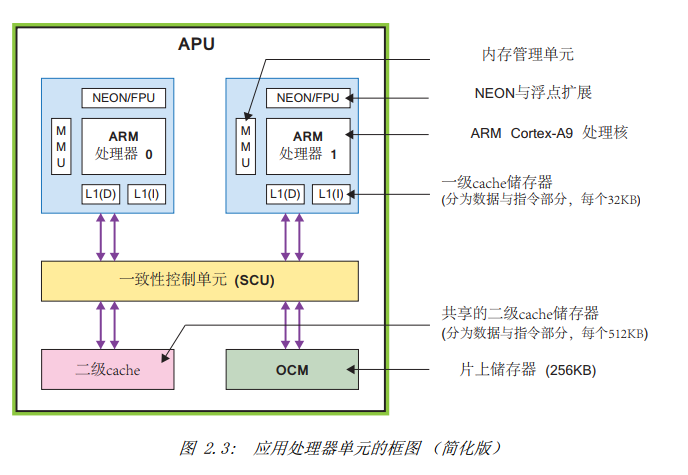 APU
内存管理单元
NEON/FPU
NEON/FPU
NEON与浮点扩展
M
M
U
ARM
处理器 0
M
M
U
ARM
处理器 1
ARM Cortex-A9 处理核
L1(D)
L1(I)
L1(D)
L1(I)
一级cache储存器
(分为数据与指令部分，每个32KB)
一致性控制单元 (SCU)
共享的二级cache储存器
(分为数据与指令部分，每个512KB)
二级cache
OCM
片上储存器 (256KB)
图 2.3: 应用处理器单元的框图（简化版）